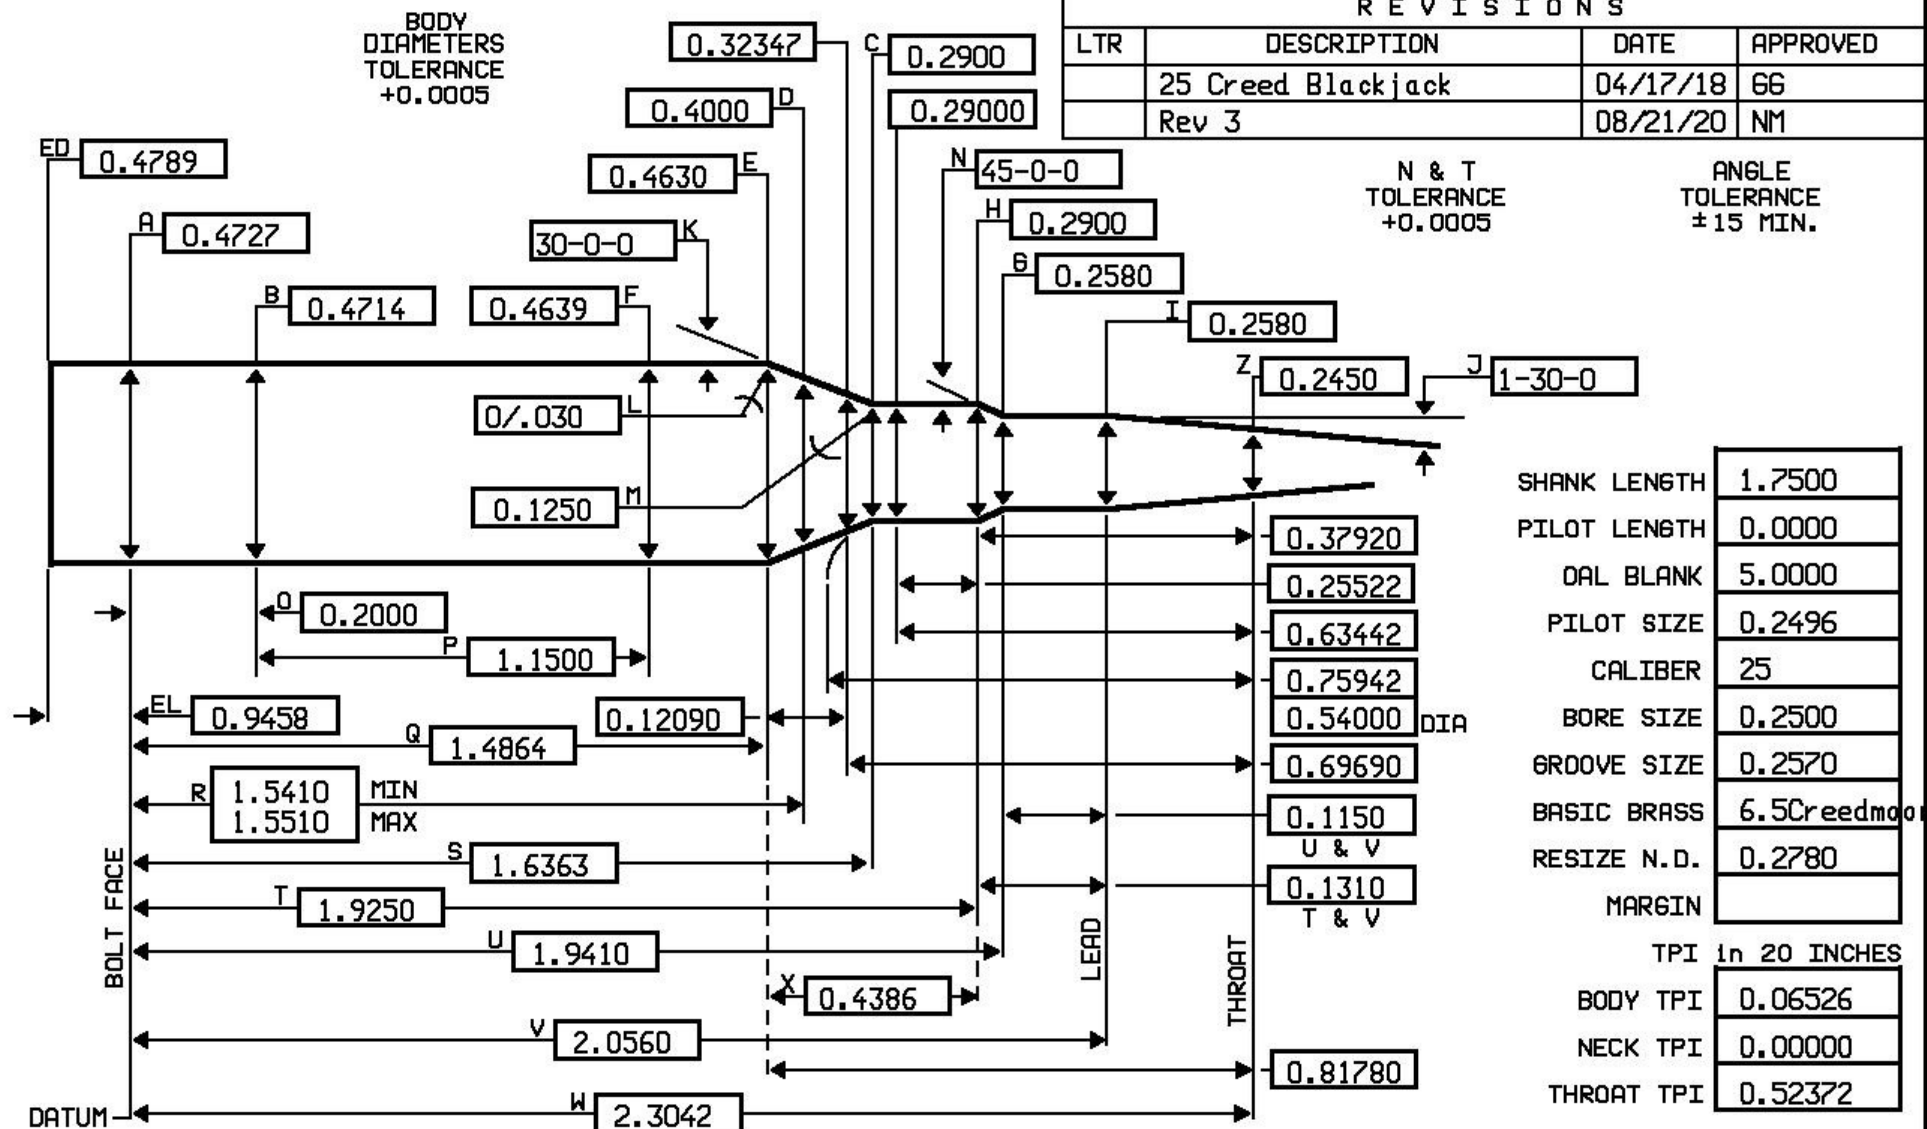 REVISIONS
LTR DESCRIPTION DATE APPROVED
25 Creed Blackjack 04/17/18 GG
Rev 3 08/21/20 NM
BODY
DIAMETERS
TOLERANCE
+0.0005
0.32347
C 0.2900
0.4000 D
0.29000
ED 0.4789
0.4630 E
N 45-0-0
N & T
TOLERANCE
+0.0005
ANGLE
TOLERANCE
±15 MIN.
A 0.4727
30-0-0 K
H 0.2900
G 0.2580
B 0.4714
0.4639 F
I 0.2580
Z 0.2450
J 1-30-0
0/.030 L
0.1250 M
SHANK LENGTH 1.7500
PILOT LENGTH 0.0000
OAL BLANK 5.0000
PILOT SIZE 0.2496
CALIBER 25
BORE SIZE 0.2500
GROOVE SIZE 0.2570
BASIC BRASS 6.5Creedmoor
RESIZE N.D. 0.2780
MARGIN
TPI in 20 INCHES
BODY TPI 0.06526
NECK TPI 0.00000
THROAT TPI 0.52372
0.37920
0.25522
O 0.2000
0.63442
P 1.1500
0.75942
EL 0.9458
0.12090
0.54000 DIA
Q 1.4864
0.69690
R 1.5410 MIN
1.5510 MAX
0.1150
U & V
S 1.6363
0.1310
T & V
T 1.9250
U 1.9410
X 0.4386
V 2.0560
0.81780
W 2.3042
BOLT FACE
LEAD
THROAT
DATUM